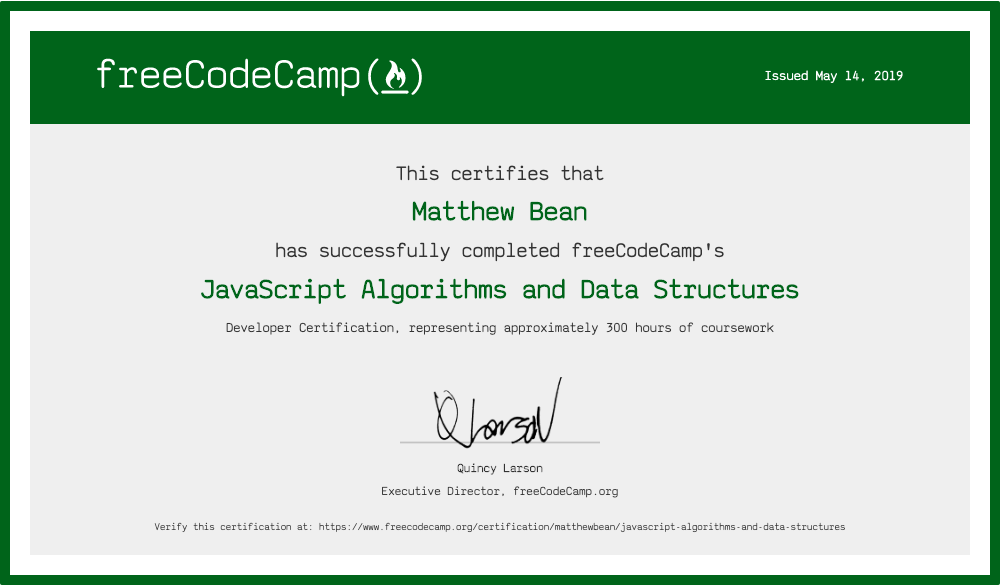 freeCodeCamp(🔥)
Issued May 14, 2019
This certifies that
Matthew Bean
has successfully completed freeCodeCamp's
JavaScript Algorithms and Data Structures
Developer Certification, representing approximately 300 hours of coursework
Q Larson
Quincy Larson
Executive Director, freeCodeCamp.org
Verify this certification at: https://www.freecodecamp.org/certification/matthewbean/javascript-algorithms-and-data-structures